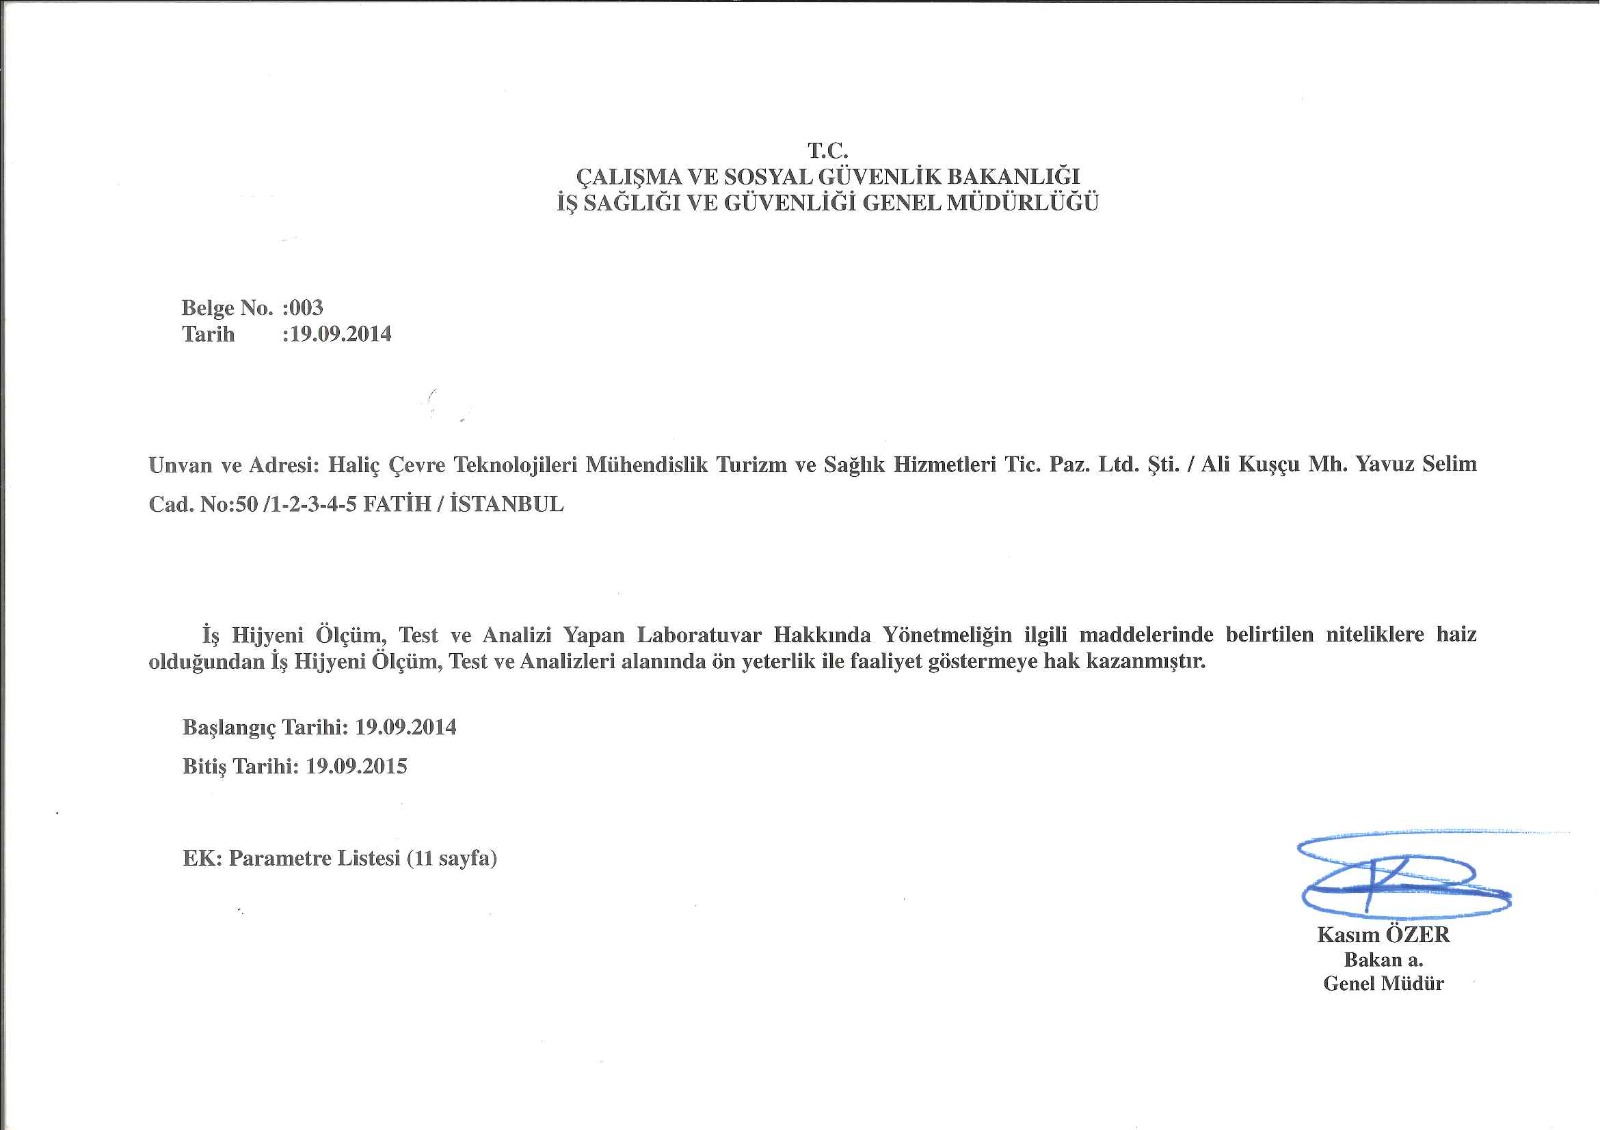 T.C.
ÇALIŞMA VE SOSYAL GÜVENLİK BAKANLIĞI
İŞ SAĞLIĞI VE GÜVENLİĞİ GENEL MÜDÜRLÜĞÜ
Belge No. :003
Tarih :19.09.2014
Unvan ve Adresi: Haliç Çevre Teknolojileri Mühendislik Turizm ve Sağlık Hizmetleri Tic. Paz. Ltd. Şti. / Ali Kuşçu Mh. Yavuz Selim
Cad. No:50 /1-2-3-4-5 FATİH / İSTANBUL
İş Hijyeni Ölçüm, Test ve Analizi Yapan Laboratuvar Hakkında Yönetmeliğin ilgili maddelerinde belirtilen niteliklere haiz
olduğundan İş Hijyeni Ölçüm, Test ve Analizleri alanında ön yeterlik ile faaliyet göstermeye hak kazanmıştır.
Başlangıç Tarihi: 19.09.2014
Bitiş Tarihi: 19.09.2015
EK: Parametre Listesi (11 sayfa)
Kasım ÖZER
Bakan a.
Genel Müdür